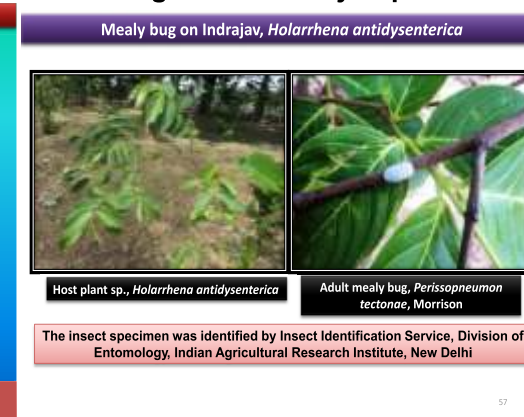 Mealy bug on Indrajav, Holarrhena antidysenterica
Host plant sp., Holarrhena antidysenterica
Adult mealy bug, Perissopneumon
tectonae, Morrison
The insect specimen was identified by Insect Identification Service, Division of
Entomology, Indian Agricultural Research Institute, New Delhi
57